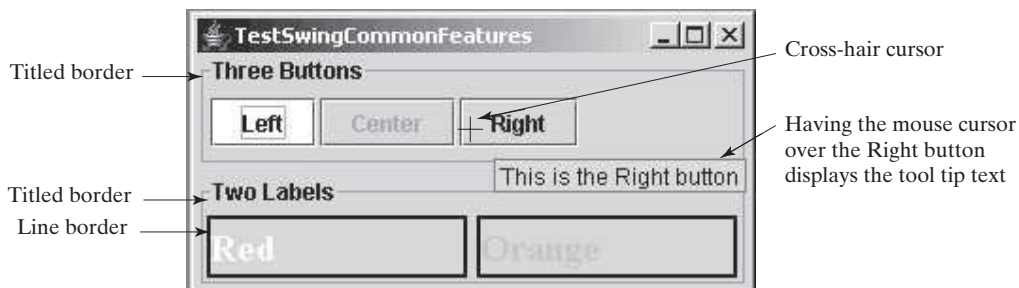 TestSwingCommonFeatures
Titled border
Three Buttons
Cross-hair cursor
Left
Center
Right
Having the mouse cursor
over the Right button
displays the tool tip text
This is the Right button
Titled border
Two Labels
Line border
Red
Orange